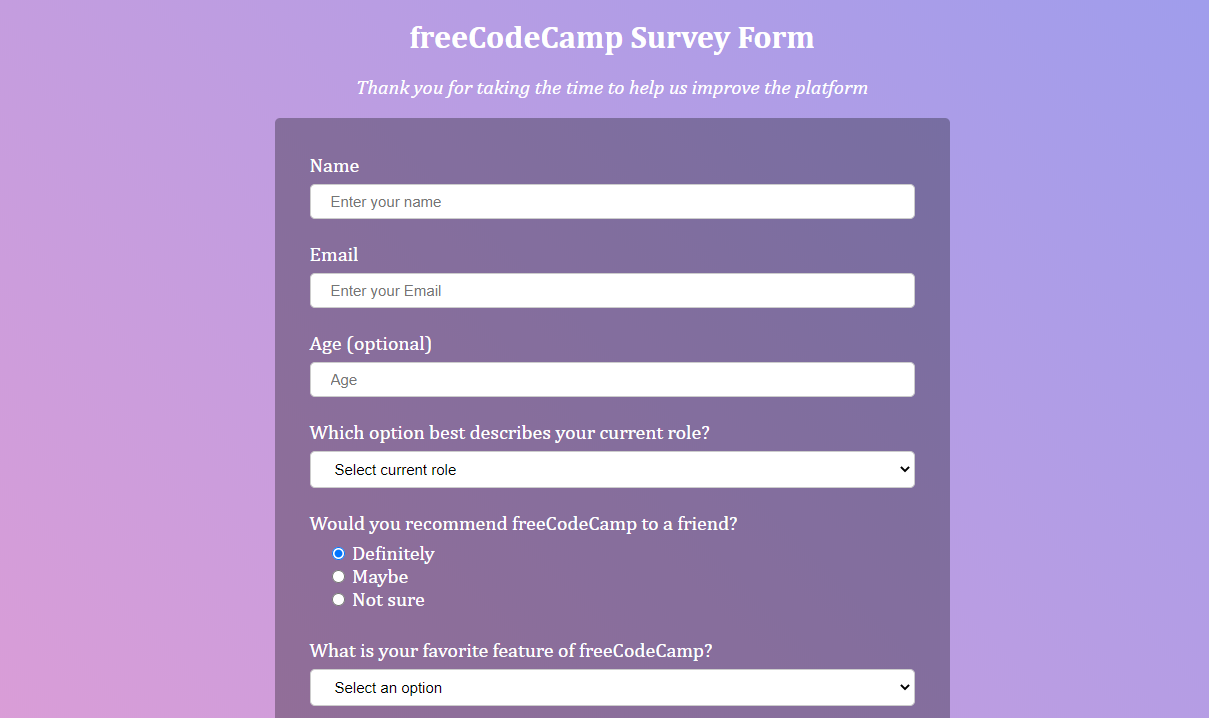 freeCodeCamp Survey Form
Thank you for taking the time to help us improve the platform
Name
Enter your name
Email
Enter your Email
Age (optional)
Age
Which option best describes your current role?
Select current role
Would you recommend freeCodeCamp to a friend?
Definitely
Maybe
Not sure
What is your favorite feature of freeCodeCamp?
Select an option